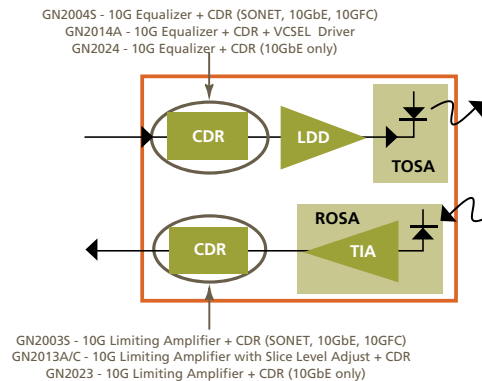 GN2004S - 10G Equalizer + CDR (SONET, 10GbE, 10GFC)
GN2014A - 10G Equalizer + CDR + VCSEL Driver
GN2024 - 10G Equalizer + CDR (10GbE only)
CDR
LDD
TOSA
ROSA
CDR
TIA
GN2003S - 10G Limiting Amplifier + CDR (SONET, 10GbE, 10GFC)
GN2013A/C - 10G Limiting Amplifier with Slice Level Adjust + CDR
GN2023 - 10G Limiting Amplifier + CDR (10GbE only)